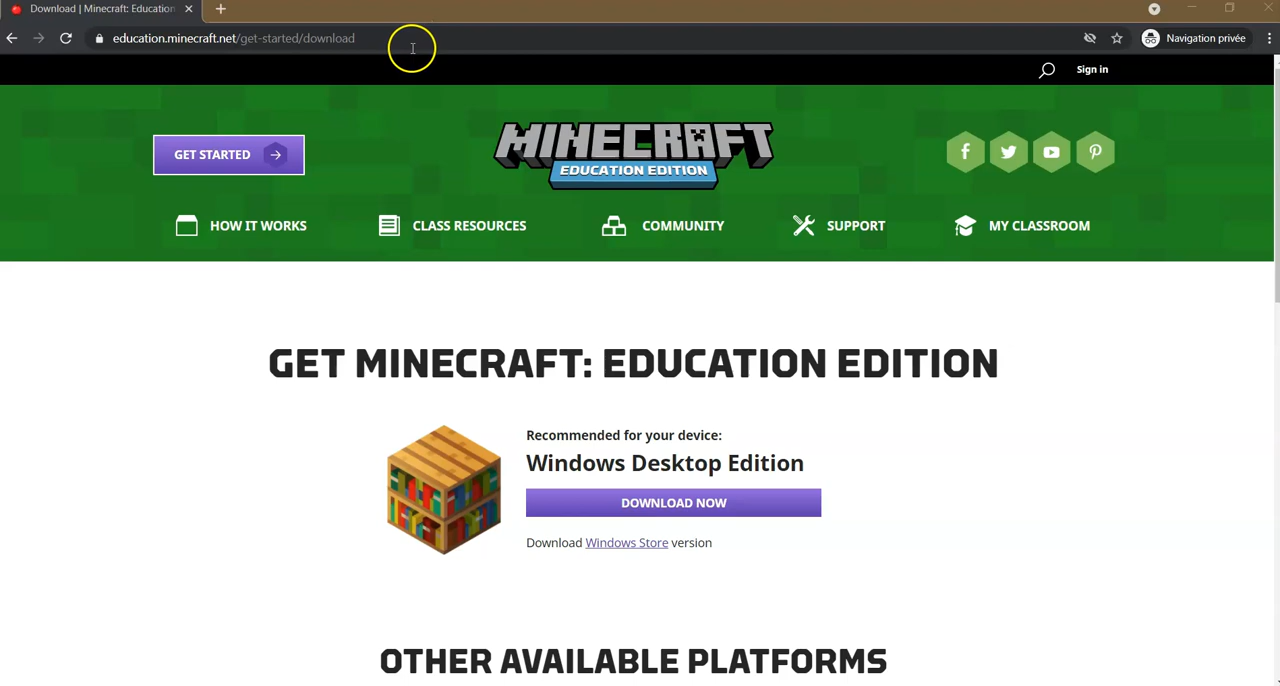 Download | Minecraft: Education
education.minecraft.net/get-started/download
Navigation privée
Sign in
GET STARTED
MINECRAFT
EDUCATION EDITION
HOW IT WORKS
CLASS RESOURCES
COMMUNITY
SUPPORT
MY CLASSROOM
GET MINECRAFT: EDUCATION EDITION
Recommended for your device:
Windows Desktop Edition
DOWNLOAD NOW
Download Windows Store version
OTHER AVAILABLE PLATFORMS